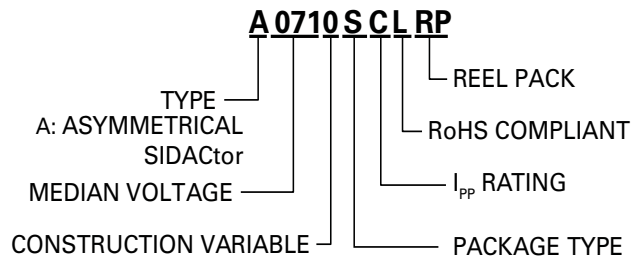 A 0710 S C L RP
REEL PACK
TYPE
A: ASYMMETRICAL
SIDACtor
RoHS COMPLIANT
MEDIAN VOLTAGE
IPP RATING
CONSTRUCTION VARIABLE
PACKAGE TYPE